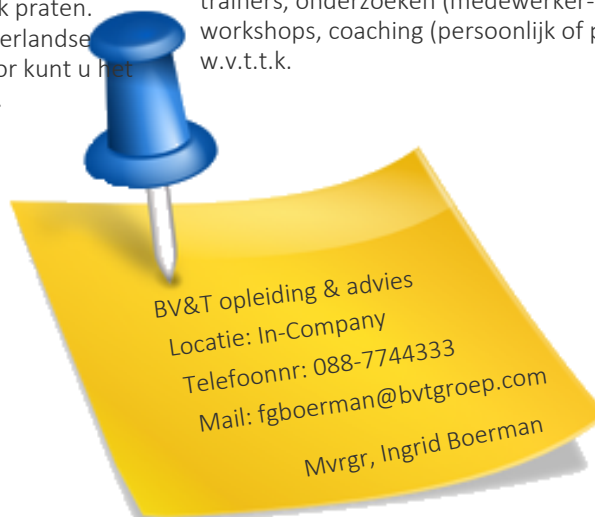 k praten.
erlandse
or kunt u het
.
trainers, onderzoeken (medewerker-
workshops, coaching (persoonlijk of p
w.v.t.t.k.
BV&T opleiding & advies
Locatie: In-Company
Telefoonnr: 088-7744333
Mail: fgboerman@bvtgroep.com
Mvrgr, Ingrid Boerman